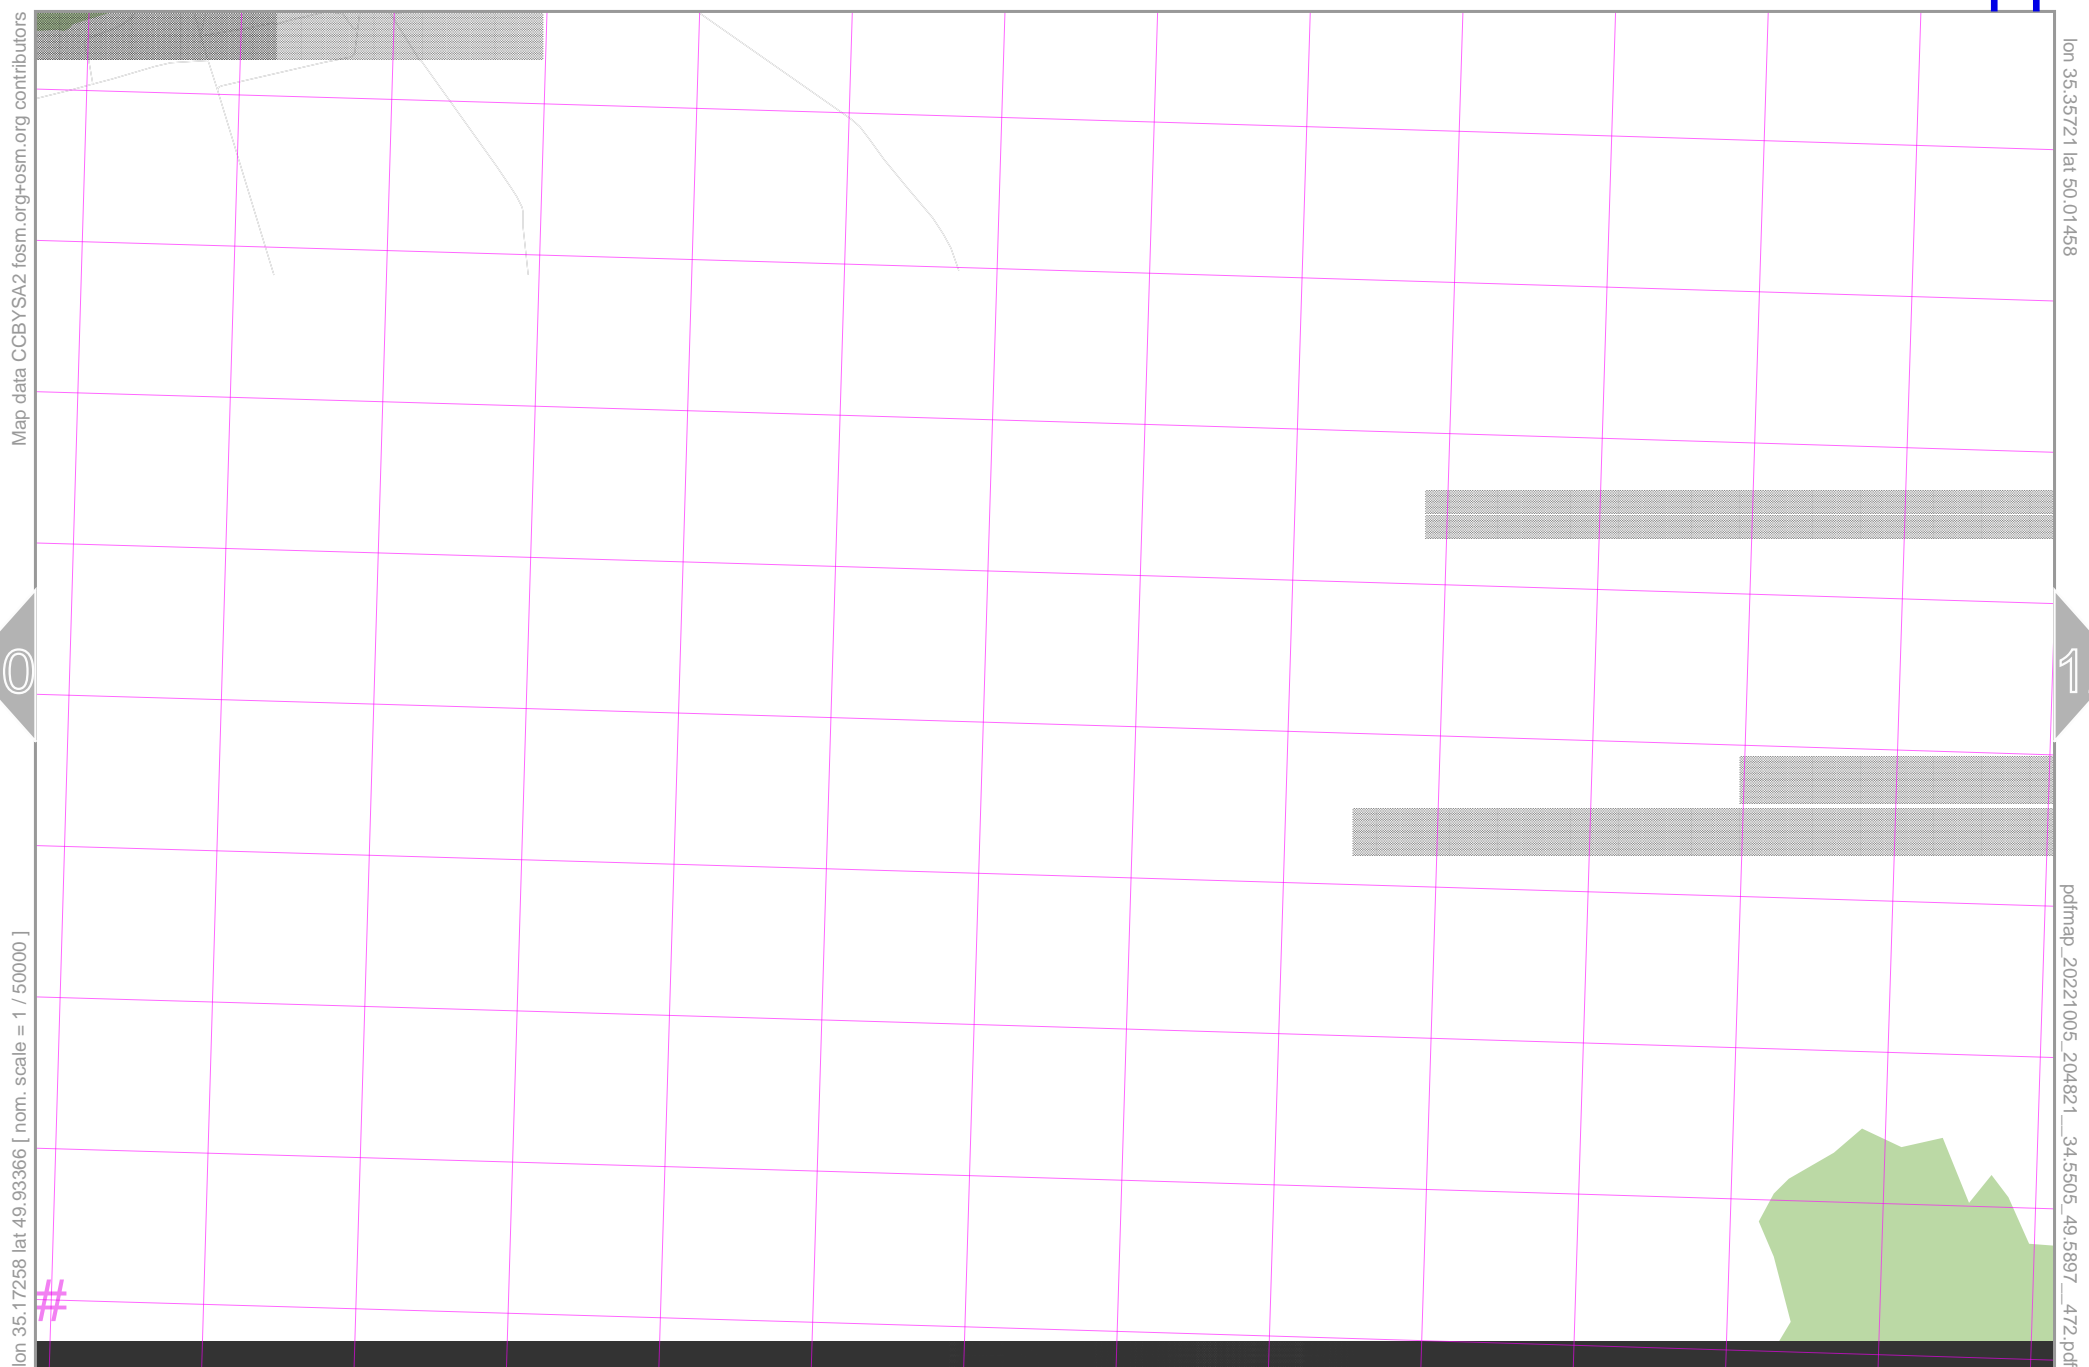 Map data CCBYSA2 fosm.org+osm.org contributors
lon 35.17258 lat 49.93366 [ nom. scale = 1 / 50000 ]
0
#
lon 35.35721 lat 50.01458
1
pdfmap_20221005_204821__34.5505_49.5897__472.pdf